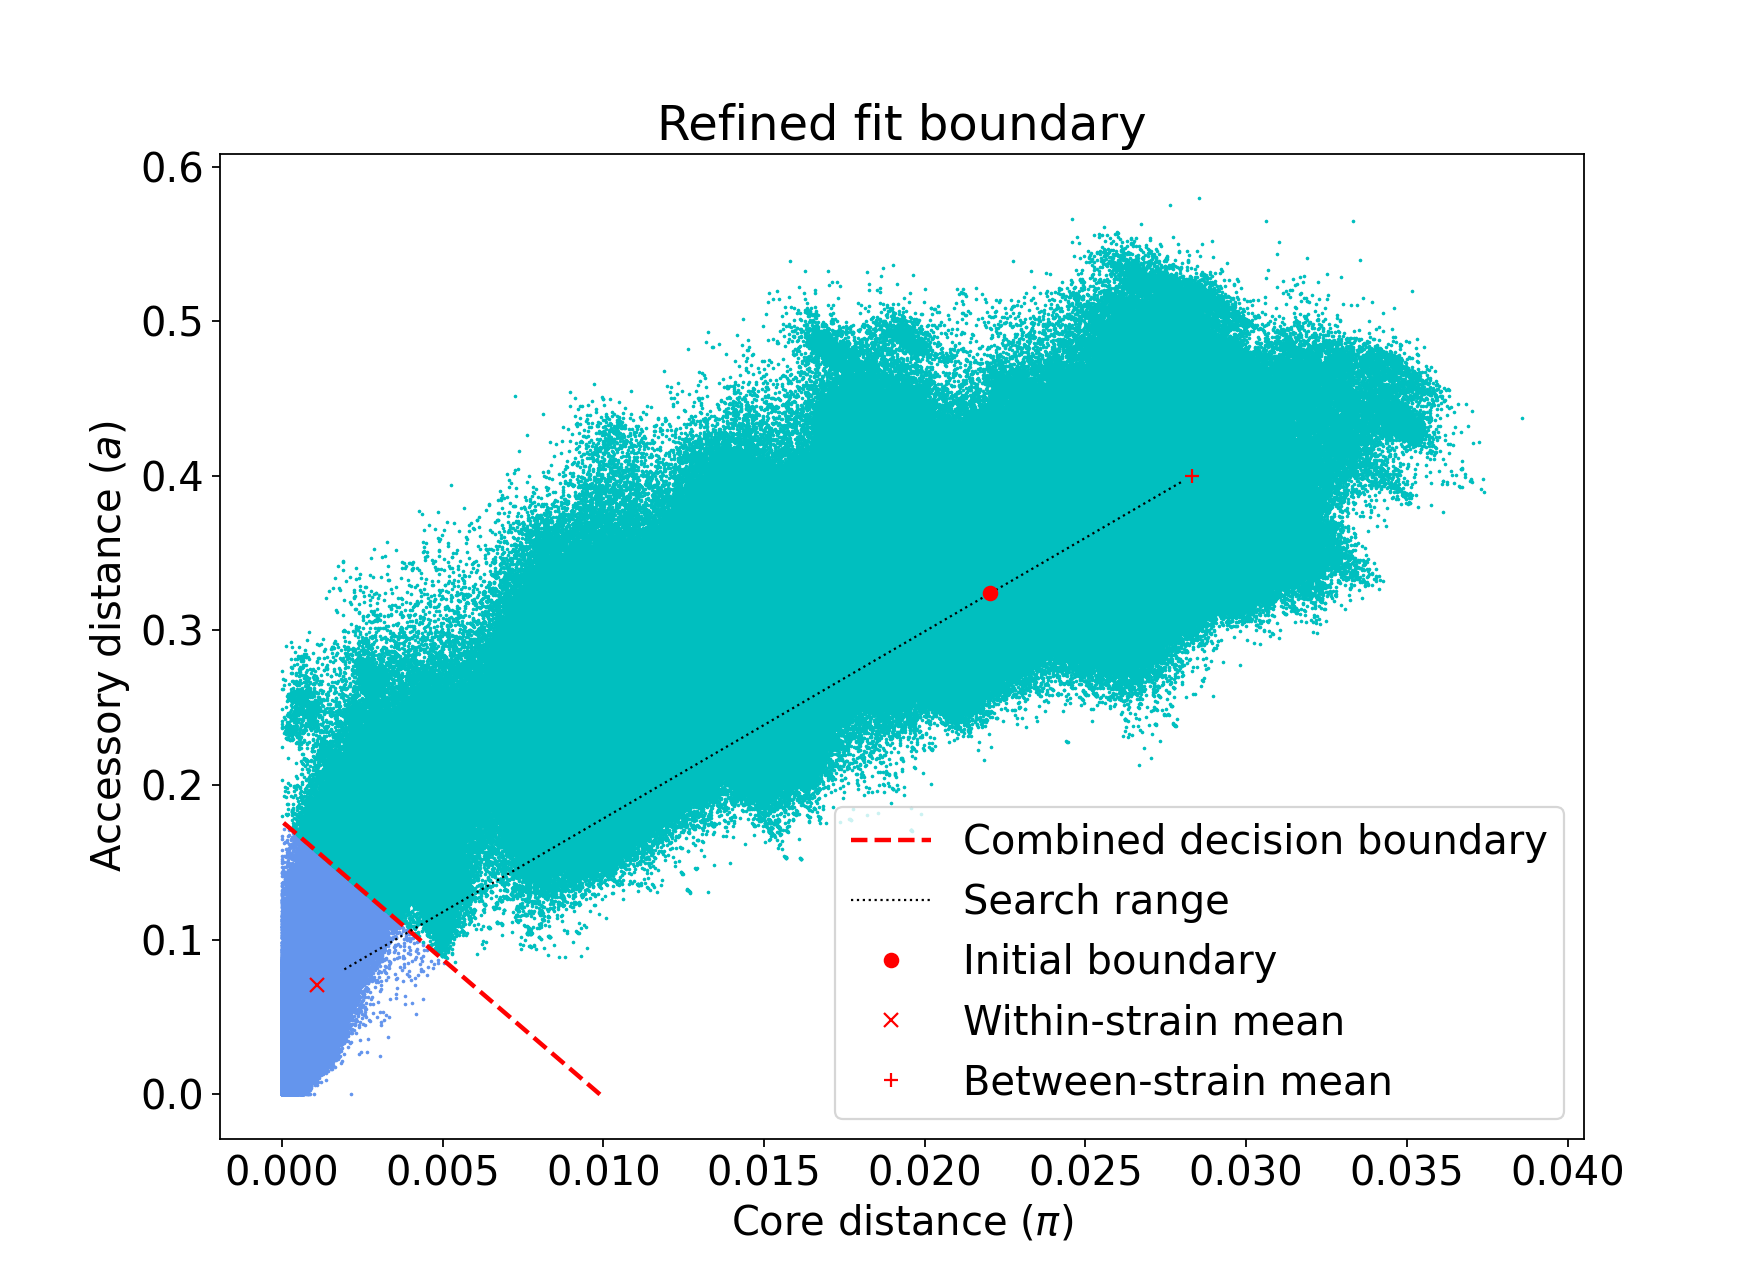 Refined fit boundary
0.6
0.5
0.4
0.3
0.2
0.1
0.0
Accessory distance (a)
Combined decision boundary
Search range
Initial boundary
Within-strain mean
Between-strain mean
0.000 0.005 0.010 0.015 0.020 0.025 0.030 0.035 0.040
Core distance (π)